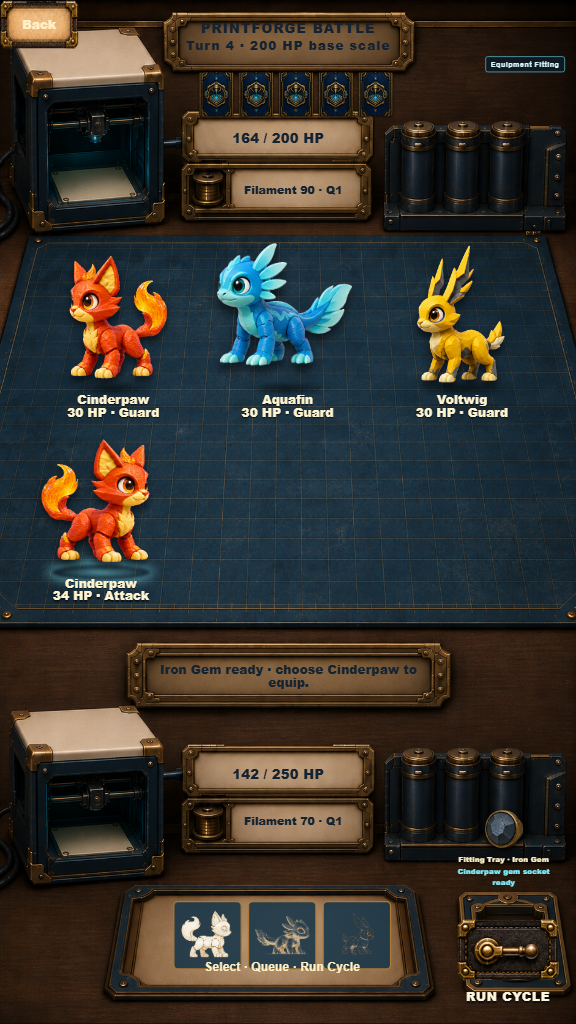 Back
PRINTFORGE BATTLE
Turn 4 · 200 HP base scale
Equipment Fitting
164 / 200 HP
Filament 90 · Q1
Cinderpaw
30 HP · Guard
Aquafin
30 HP · Guard
Voltwig
30 HP · Guard
Cinderpaw
34 HP · Attack
Iron Gem ready · choose Cinderpaw to
equip.
142 / 250 HP
Filament 70 · Q1
Fitting Tray · Iron Gem
Cinderpaw gem socket
ready
Select · Queue · Run Cycle
RUN CYCLE